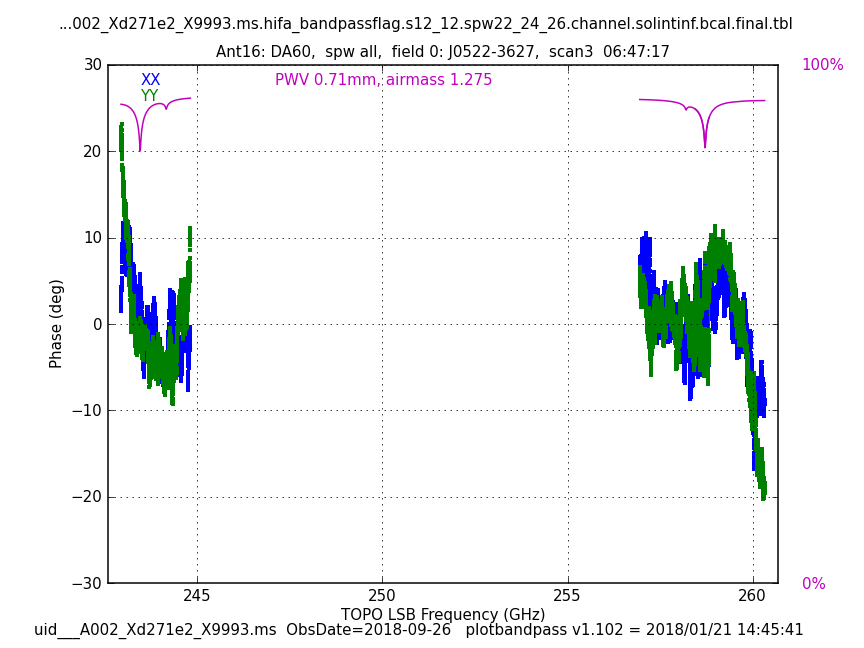 ...002_Xd271e2_X9993.ms.hifa_bandpassflag.s12_12.spw22_24_26.channel.solintinf.bcal.final.tbl
Ant16: DA60,  spw all,  field 0: J0522-3627,  scan3  06:47:17
30
100%
XX
PWV 0.71mm, airmass 1.275
YY
20
10
0
Phase (deg)
−10
−20
−30
0%
245
250
255
260
TOPO LSB Frequency (GHz)
uid___A002_Xd271e2_X9993.ms  ObsDate=2018-09-26   plotbandpass v1.102 = 2018/01/21 14:45:41